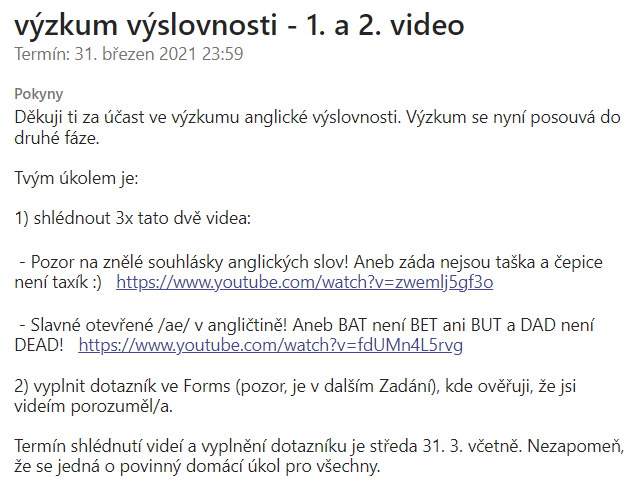 výzkum výslovnosti - 1. a 2. video
Termín: 31. březen 2021 23:59
Pokyny
Děkuji ti za účast ve výzkumu anglické výslovnosti. Výzkum se nyní posouvá do
druhé fáze.
Tvým úkolem je:
1) shlédnout 3x tato dvě videa:
- Pozor na znělé souhlásky anglických slov! Aneb záda nejsou taška a čepice
není taxík :) https://www.youtube.com/watch?v=zwemlj5gf3o
- Slavné otevřené /ae/ v angličtině! Aneb BAT není BET ani BUT a DAD není
DEAD! https://www.youtube.com/watch?v=fdUMn4L5rvg
2) vyplnit dotazník ve Forms (pozor, je v dalším Zadání), kde ověřuji, že jsi
videím porozuměl/a.
Termín shlédnutí videí a vyplnění dotazníku je středa 31. 3. včetně. Nezapomeň,
že se jedná o povinný domácí úkol pro všechny.